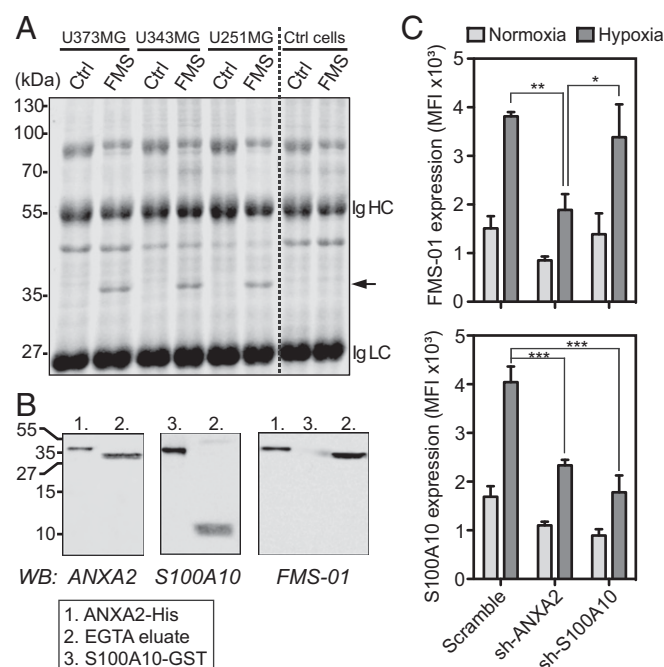 A
U373MG U343MG U251MG Ctrl cells
(kDa) Ctrl FMS Ctrl FMS Ctrl FMS Ctrl FMS
130-
100-
70-
55-
35-
27-
Ig HC
Ig LC
B
1. 2. 3. 2. 1. 3. 2.
55
35
27
15
10
WB: ANXA2 S100A10 FMS-01
1. ANXA2-His
2. EGTA eluate
3. S100A10-GST
C
Normoxia Hypoxia
FMS-01 expression (MFI x10³)
5
4
3
2
1
0
** *
S100A10 expression (MFI x10³)
5
4
3
2
1
0
***
***
Scramble
sh-ANXA2
sh-S100A10